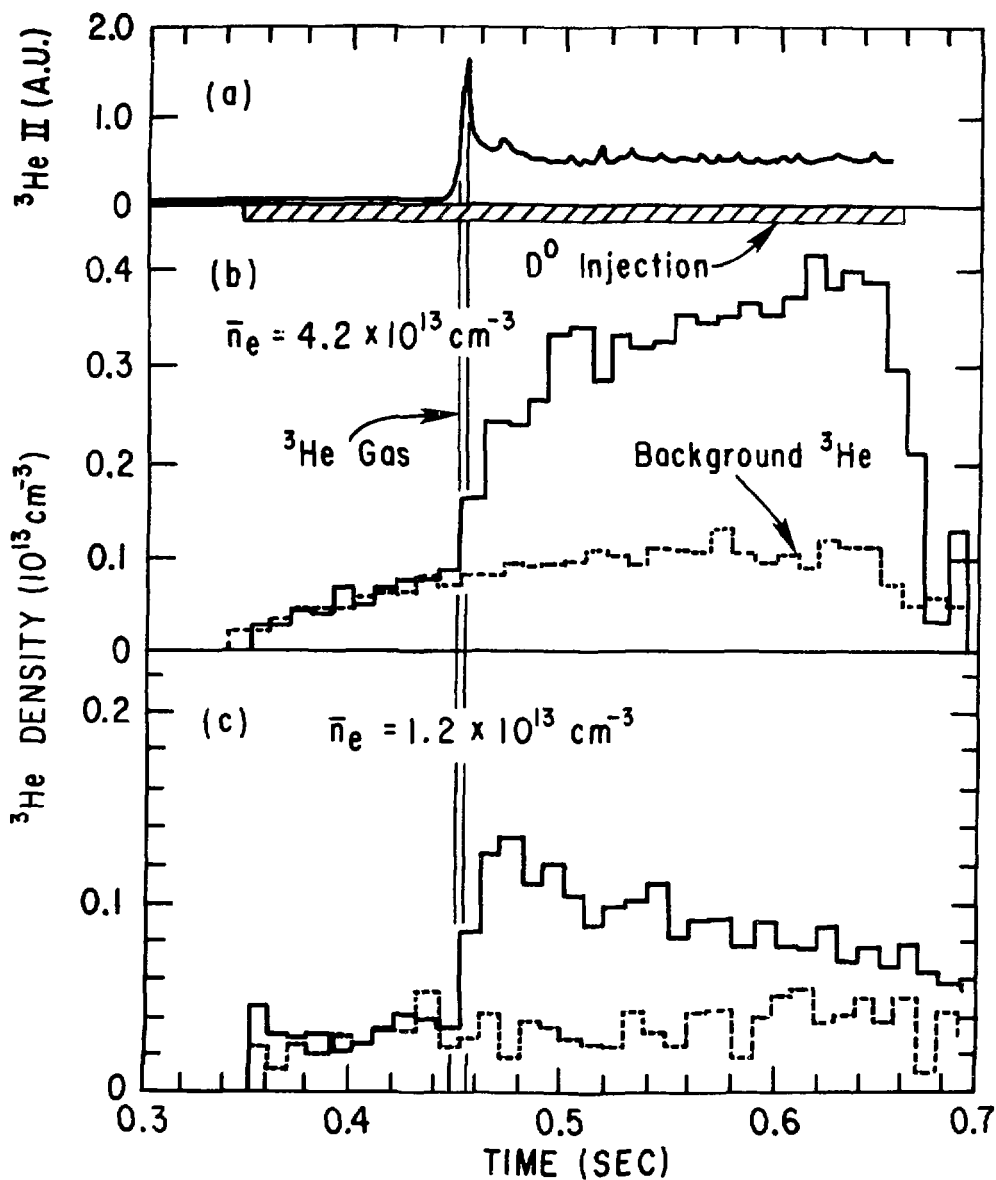 ³He II (A.U.)
2.0
1.0
0
(a)
D⁰ Injection
(b)
n̄e = 4.2 x 10¹³ cm⁻³
³He Gas
Background ³He
0.4
0.3
0.2
0.1
0
³He DENSITY (10¹³ cm⁻³)
(c)
n̄e = 1.2 x 10¹³ cm⁻³
0.2
0.1
0
0.3
0.4
0.5
0.6
0.7
TIME (SEC)